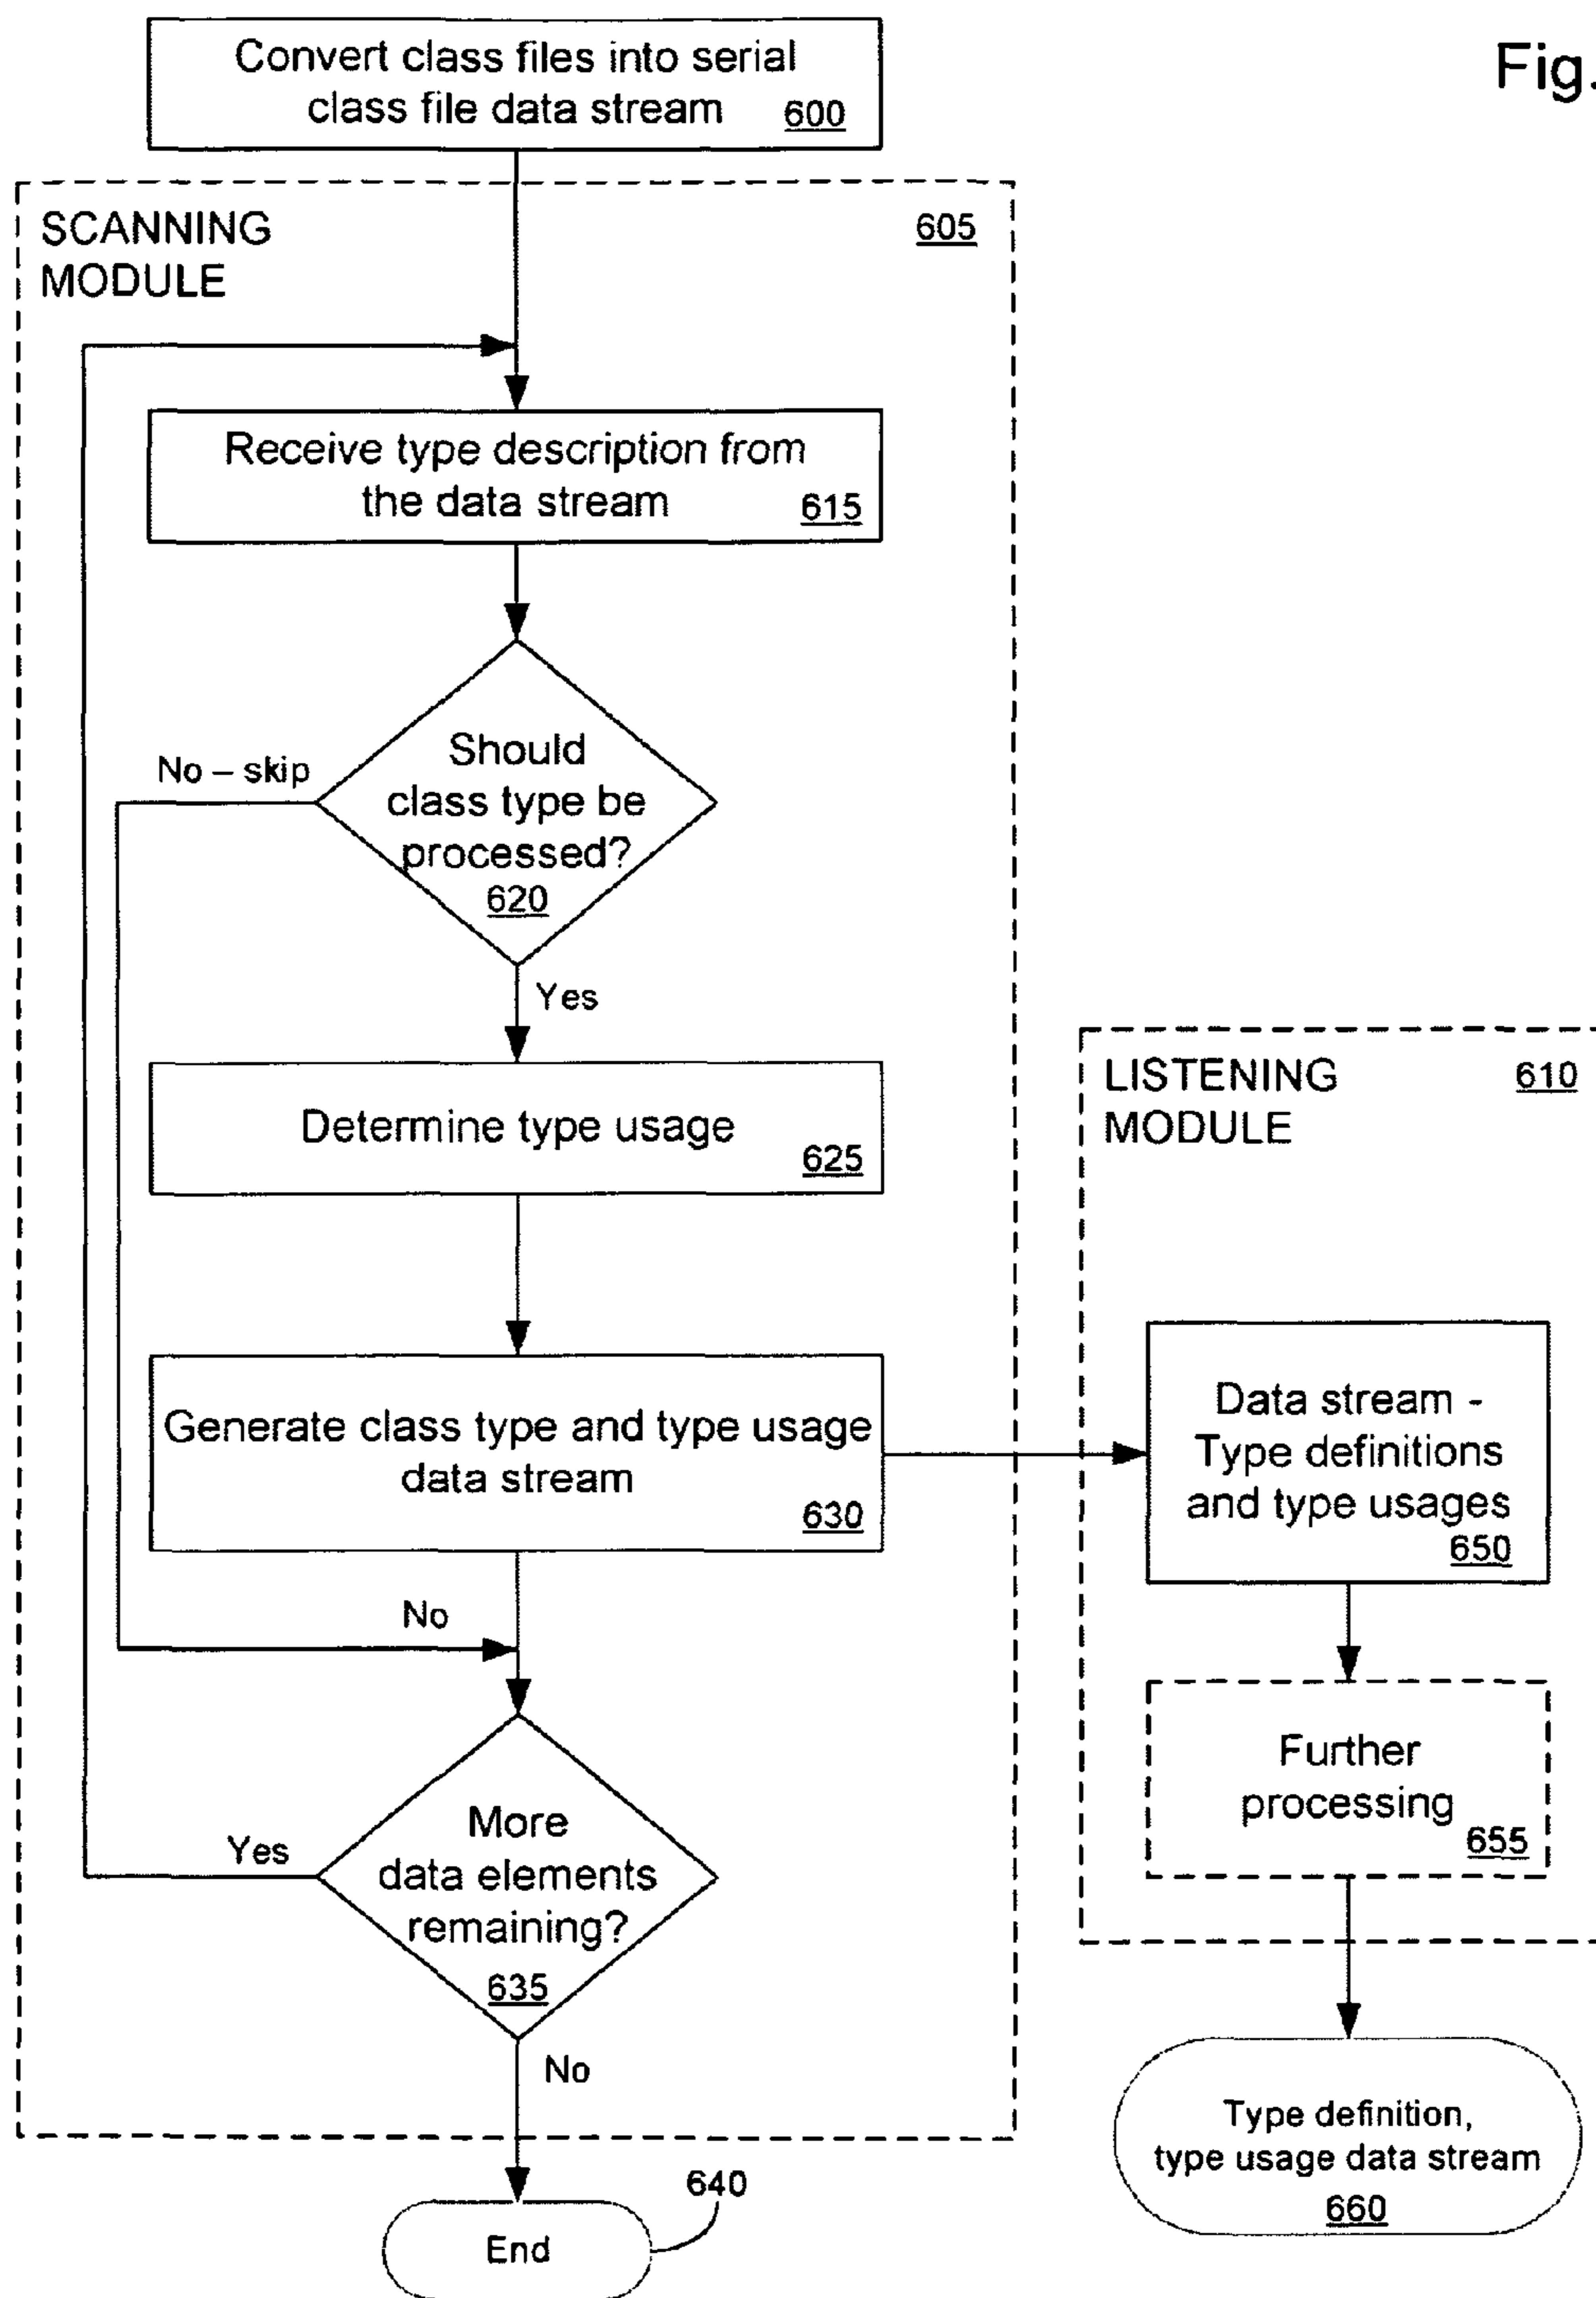 Convert class files into serial
class file data stream 600
Fig.
SCANNING
MODULE
605
Receive type description from
the data stream 615
No – skip
Should
class type be
processed?
620
Yes
Determine type usage
625
LISTENING
MODULE
610
Generate class type and type usage
data stream
630
Data stream -
Type definitions
and type usages
650
No
Further
processing
655
Yes
More
data elements
remaining?
635
No
Type definition,
type usage data stream
660
640
End